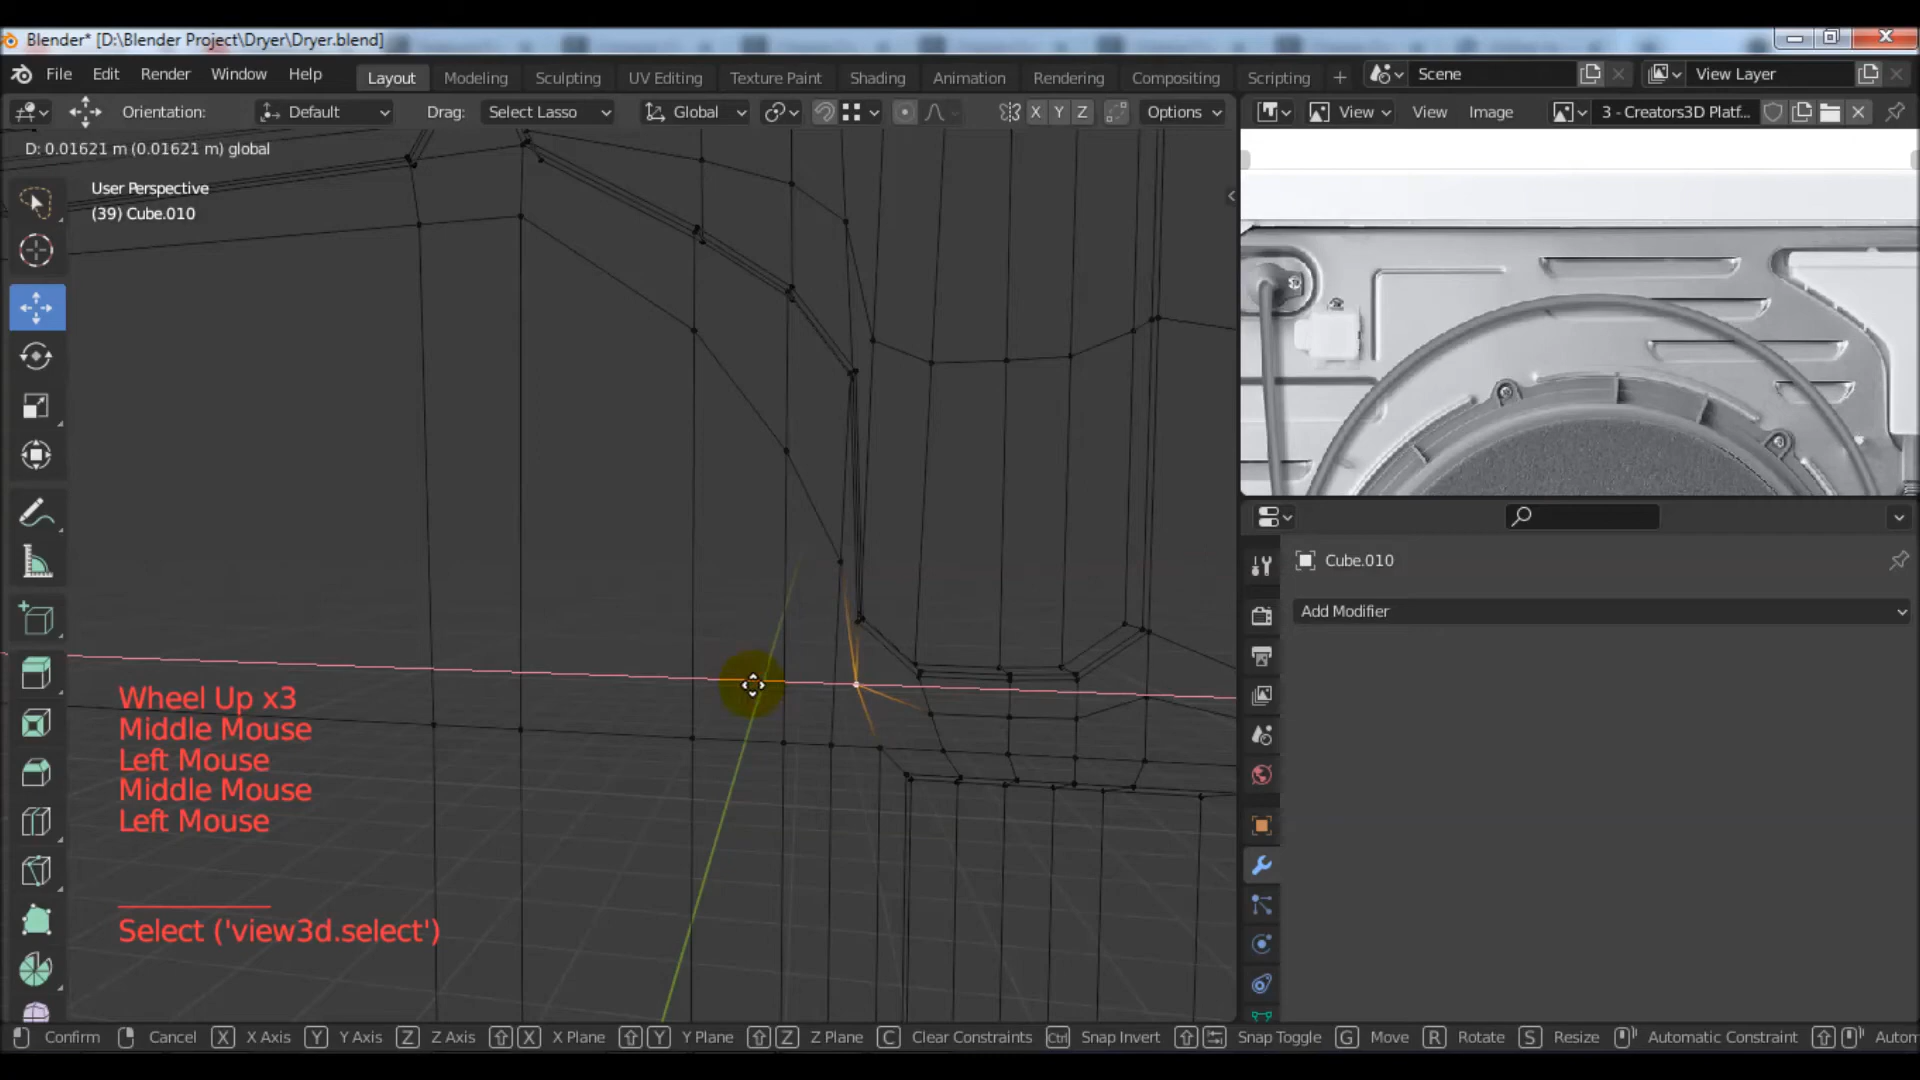 Blender* [D:\Blender Project\Dryer\Dryer.blend]
File Edit Render Window Help Layout Modeling Sculpting UV Editing Texture Paint Shading Animation Rendering Compositing Scripting + Scene View Layer
Orientation: Default Drag: Select Lasso Global X Y Z Options View View Image 3 - Creators3D Platf...
D: 0.01621 m (0.01621 m) global
User Perspective
(39) Cube.010
Cube.010
Add Modifier
Wheel Up x3
Middle Mouse
Left Mouse
Middle Mouse
Left Mouse
Select ('view3d.select')
Confirm Cancel X X Axis Y Y Axis Z Z Axis X X Plane Y Y Plane Z Z Plane C Clear Constraints Ctrl Snap Invert Snap Toggle G Move R Rotate S Resize Automatic Constraint Autom